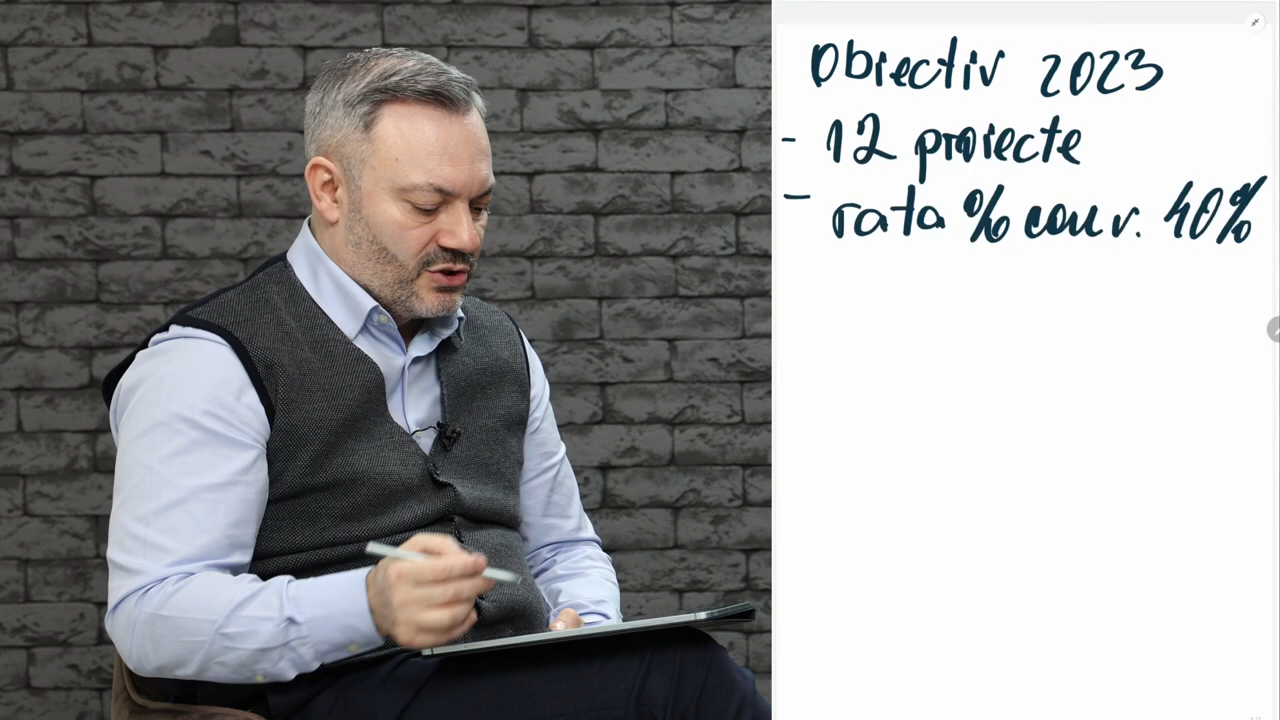 Obiectiv 2023
- 12 proiecte
- rata % conv. 40%